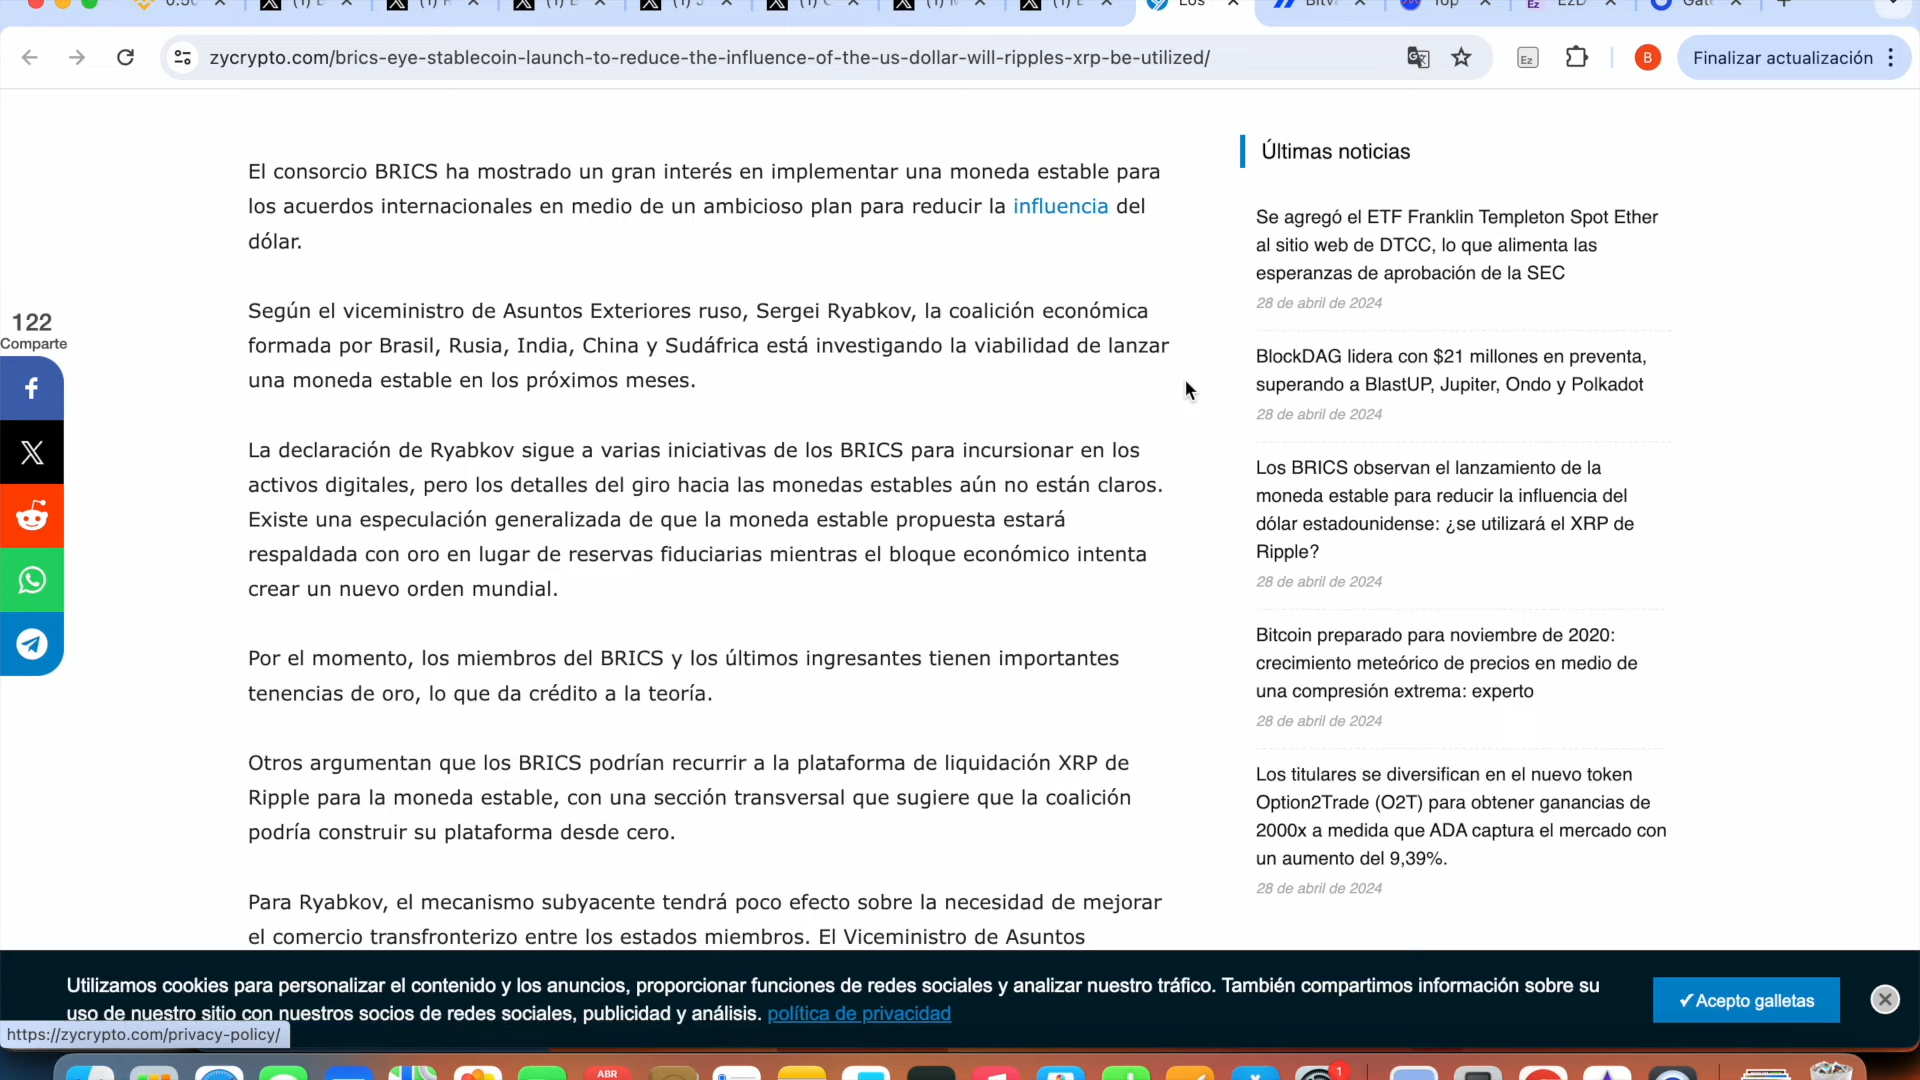 zycrypto.com/brics-eye-stablecoin-launch-to-reduce-the-influence-of-the-us-dollar-will-ripples-xrp-be-utilized/
Ez
B
Finalizar actualización
El consorcio BRICS ha mostrado un gran interés en implementar una moneda estable para
los acuerdos internacionales en medio de un ambicioso plan para reducir la influencia del
dólar.
Según el viceministro de Asuntos Exteriores ruso, Sergei Ryabkov, la coalición económica
formada por Brasil, Rusia, India, China y Sudáfrica está investigando la viabilidad de lanzar
una moneda estable en los próximos meses.
La declaración de Ryabkov sigue a varias iniciativas de los BRICS para incursionar en los
activos digitales, pero los detalles del giro hacia las monedas estables aún no están claros.
Existe una especulación generalizada de que la moneda estable propuesta estará
respaldada con oro en lugar de reservas fiduciarias mientras el bloque económico intenta
crear un nuevo orden mundial.
Por el momento, los miembros del BRICS y los últimos ingresantes tienen importantes
tenencias de oro, lo que da crédito a la teoría.
Otros argumentan que los BRICS podrían recurrir a la plataforma de liquidación XRP de
Ripple para la moneda estable, con una sección transversal que sugiere que la coalición
podría construir su plataforma desde cero.
Para Ryabkov, el mecanismo subyacente tendrá poco efecto sobre la necesidad de mejorar
el comercio transfronterizo entre los estados miembros. El Viceministro de Asuntos
122
Comparte
Últimas noticias
Se agregó el ETF Franklin Templeton Spot Ether
al sitio web de DTCC, lo que alimenta las
esperanzas de aprobación de la SEC
28 de abril de 2024
BlockDAG lidera con $21 millones en preventa,
superando a BlastUP, Jupiter, Ondo y Polkadot
28 de abril de 2024
Los BRICS observan el lanzamiento de la
moneda estable para reducir la influencia del
dólar estadounidense: ¿se utilizará el XRP de
Ripple?
28 de abril de 2024
Bitcoin preparado para noviembre de 2020:
crecimiento meteórico de precios en medio de
una compresión extrema: experto
28 de abril de 2024
Los titulares se diversifican en el nuevo token
Option2Trade (O2T) para obtener ganancias de
2000x a medida que ADA captura el mercado con
un aumento del 9,39%.
28 de abril de 2024
Utilizamos cookies para personalizar el contenido y los anuncios, proporcionar funciones de redes sociales y analizar nuestro tráfico. También compartimos información sobre su
uso de nuestro sitio con nuestros socios de redes sociales, publicidad y análisis. política de privacidad
✔Acepto galletas
https://zycrypto.com/privacy-policy/
ABR
1